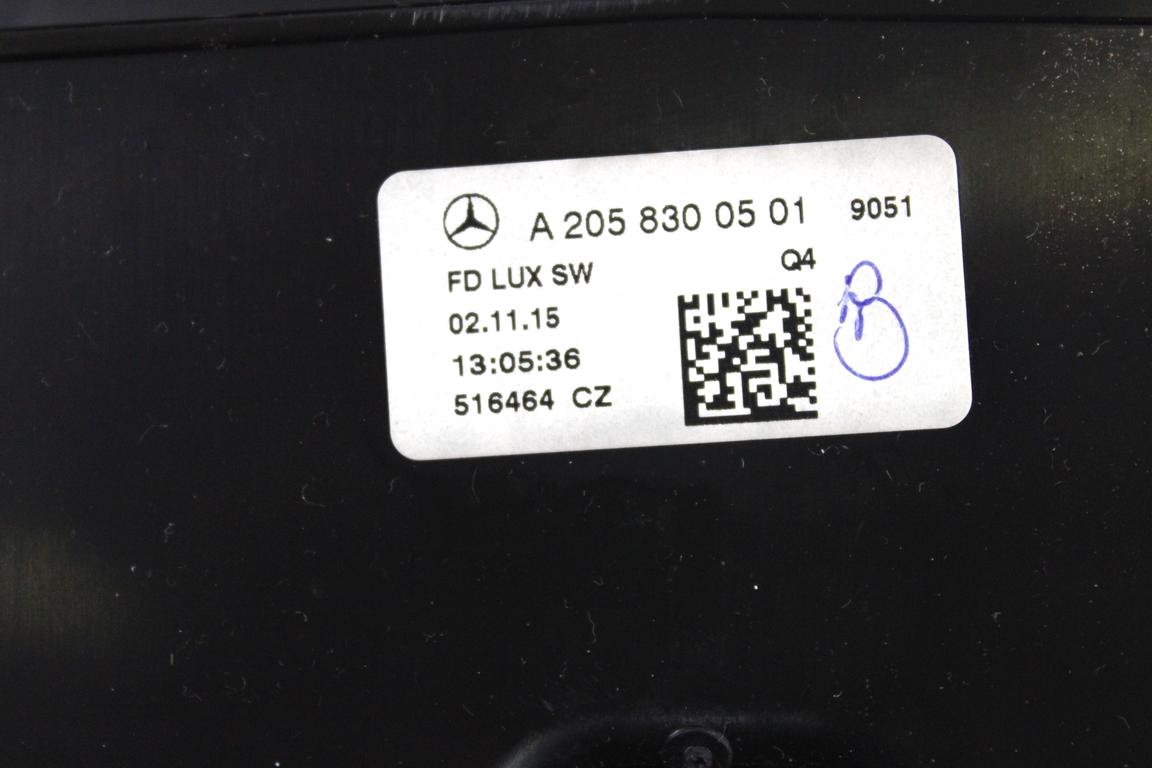 A 205 830 05 01 9051
FD LUX SW Q4
02.11.15
13:05:36
516464 CZ